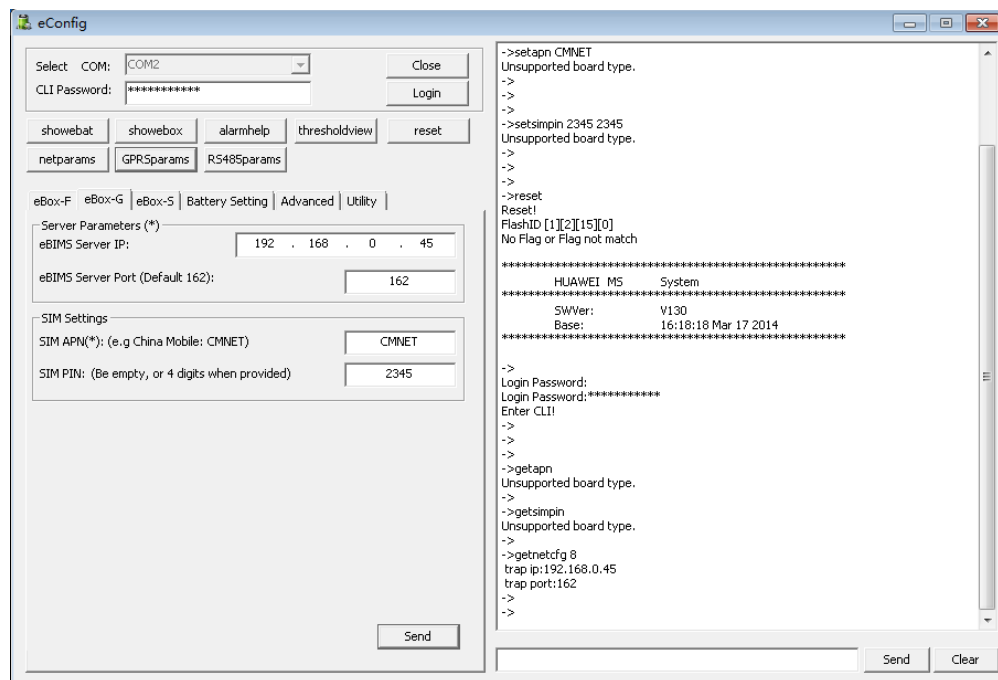 eConfig
Select COM: COM2 Close
CLI Password: *********** Login
showebat showebox alarmhelp thresholdview reset
netparams GPRSparams RS485params
eBox-F eBox-G eBox-S Battery Setting Advanced Utility
Server Parameters (*)
eBIMS Server IP: 192 . 168 . 0 . 45
eBIMS Server Port (Default 162): 162
SIM Settings
SIM APN(*): (e.g China Mobile: CMNET) CMNET
SIM PIN: (Be empty, or 4 digits when provided) 2345
Send
->setapn CMNET
Unsupported board type.
->
->
->
->setsimpin 2345 2345
Unsupported board type.
->
->
->
->reset
Reset!
FlashID [1][2][15][0]
No Flag or Flag not match
***************************************************
HUAWEI MS System
***************************************************
SWVer: V130
Base: 16:18:18 Mar 17 2014
***************************************************
->
Login Password:
Login Password:***********
Enter CLI!
->
->
->
->getapn
Unsupported board type.
->
->getsimpin
Unsupported board type.
->
->getnetcfg 8
trap ip:192.168.0.45
trap port:162
->
->
Send Clear